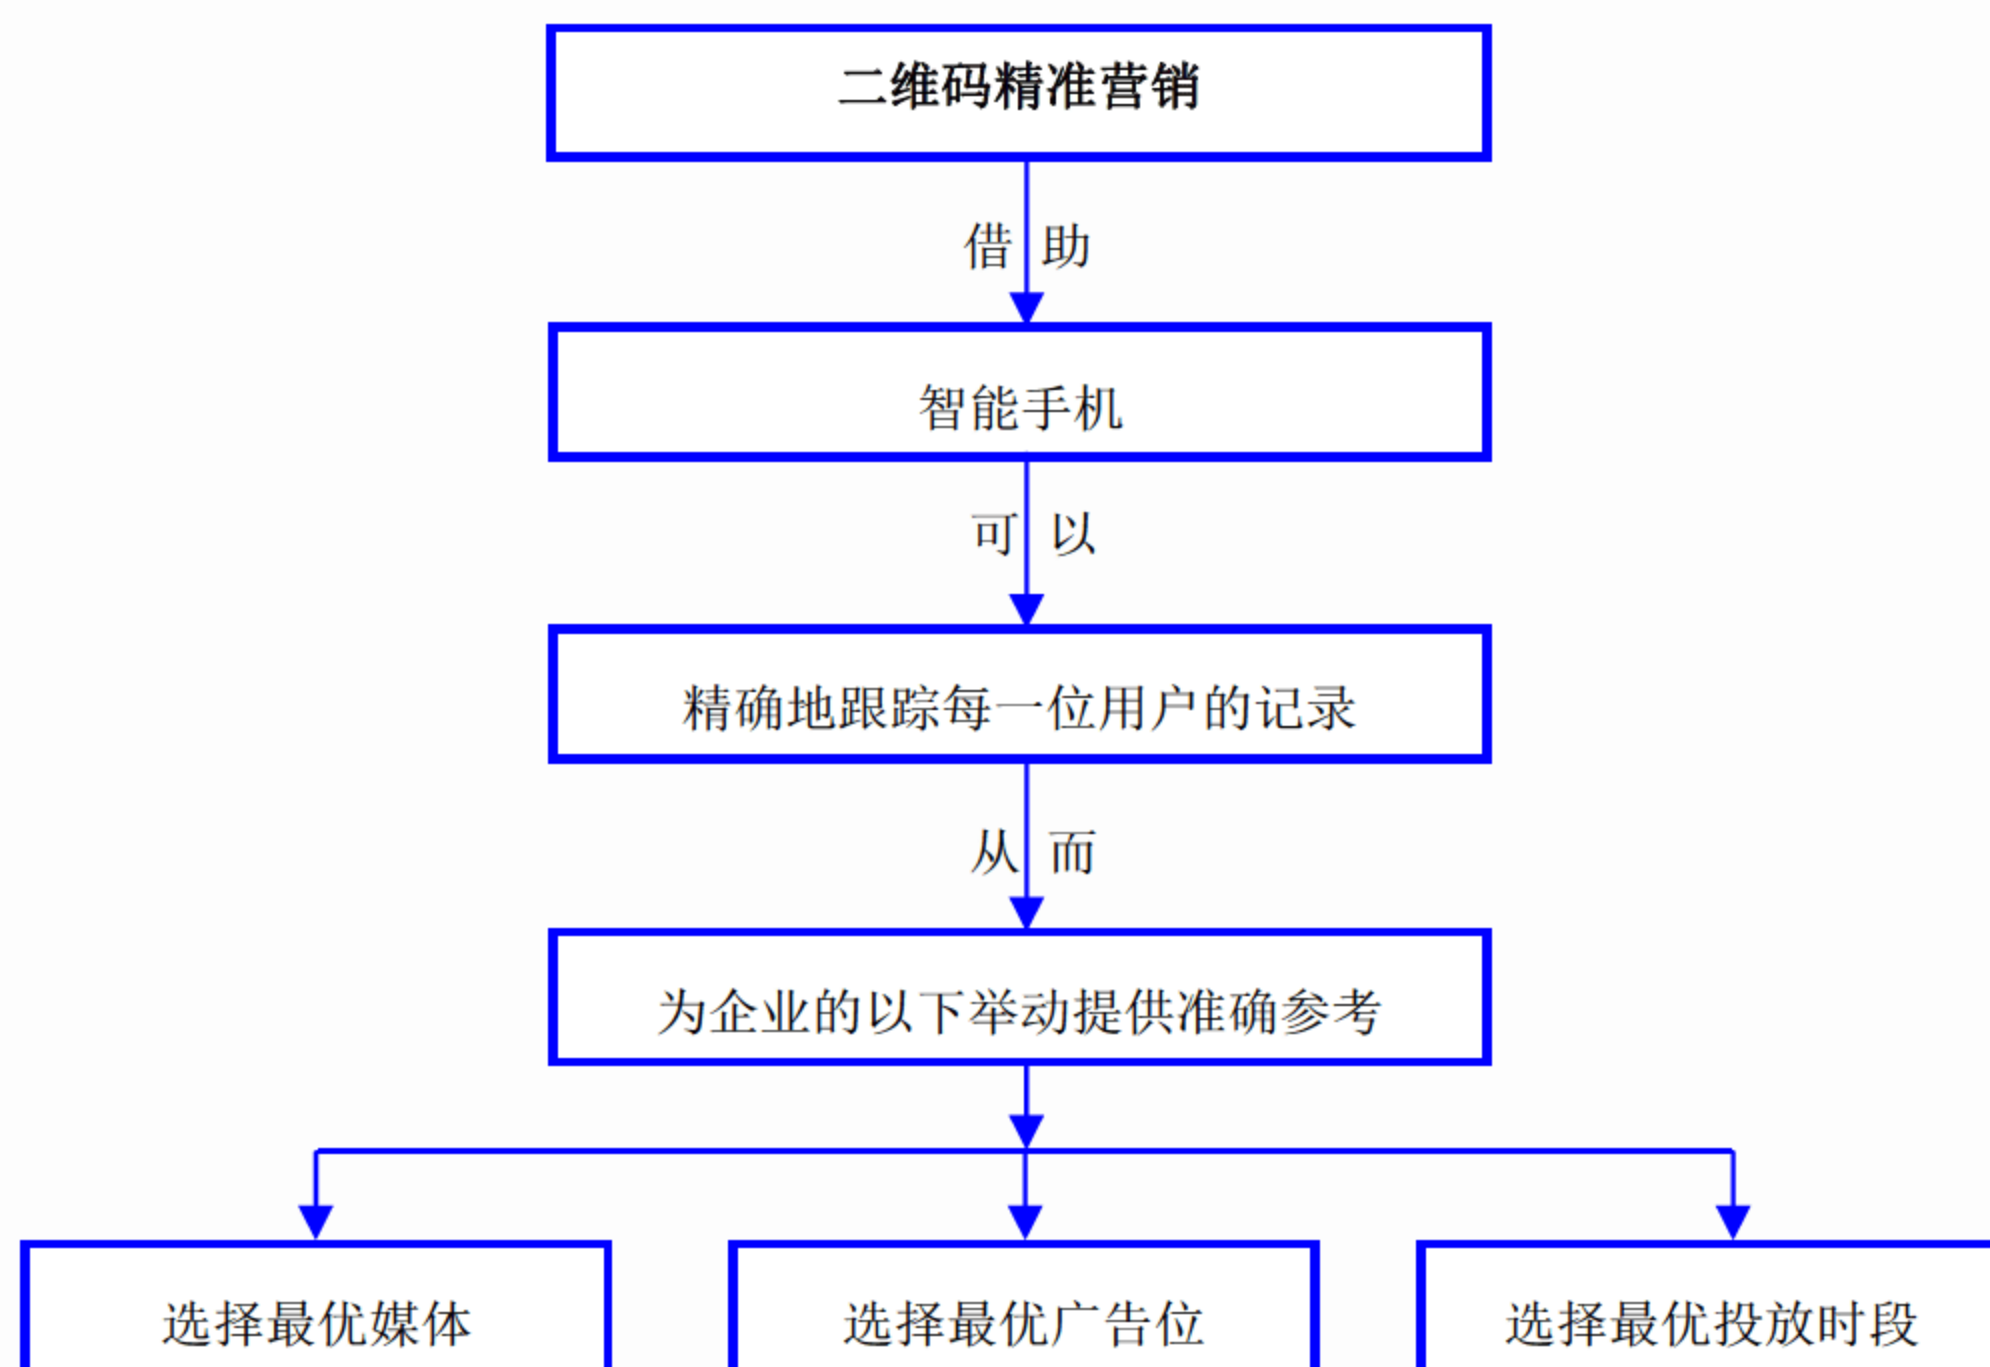 二维码精准营销
借助
智能手机
可以
精确地跟踪每一位用户的记录
从而
为企业的以下举动提供准确参考
选择最优媒体
选择最优广告位
选择最优投放时段